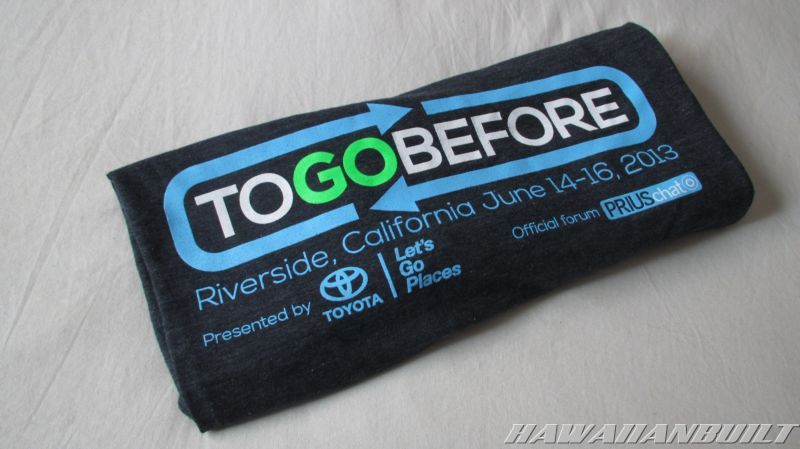 TOGOBEFORE
Riverside, California June 14-16, 2013
Presented by TOYOTA
Let's
Go
Places
Official forum PRIUSchat
HAWAIIANBUILT